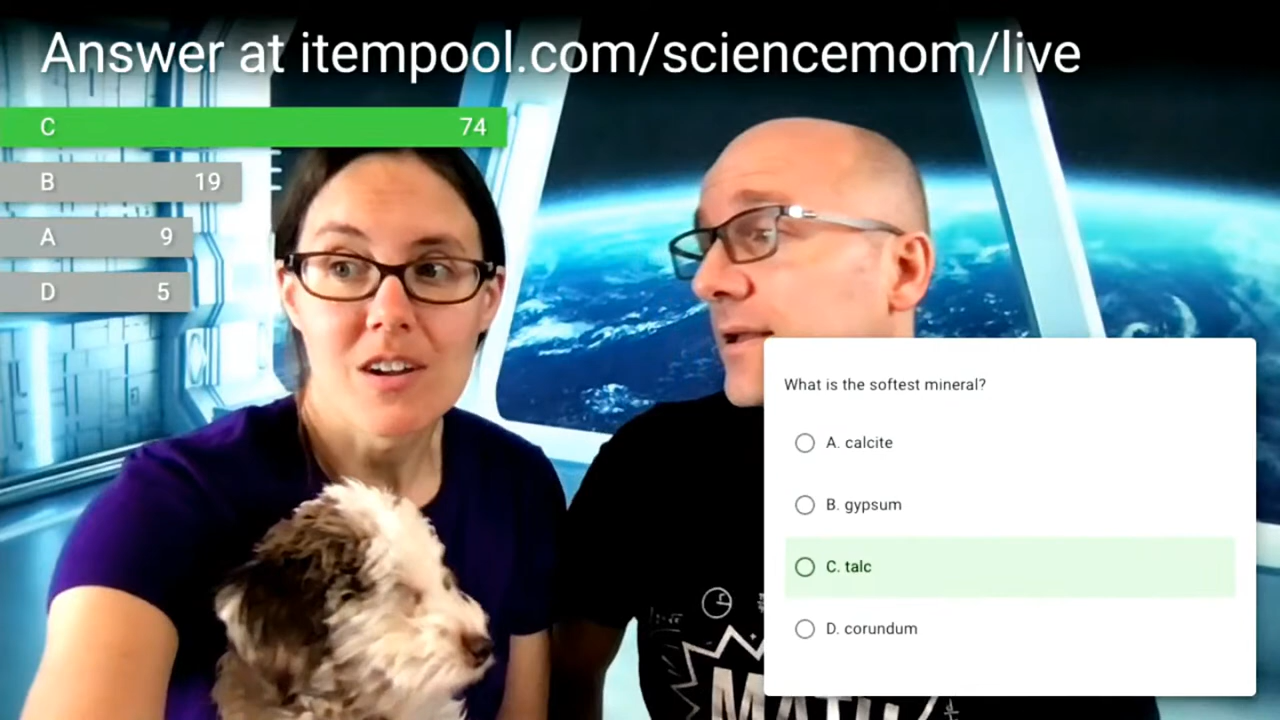 Answer at itempool.com/sciencemom/live
C 74
B 19
A 9
D 5
What is the softest mineral?
A. calcite
B. gypsum
C. talc
D. corundum
MATH